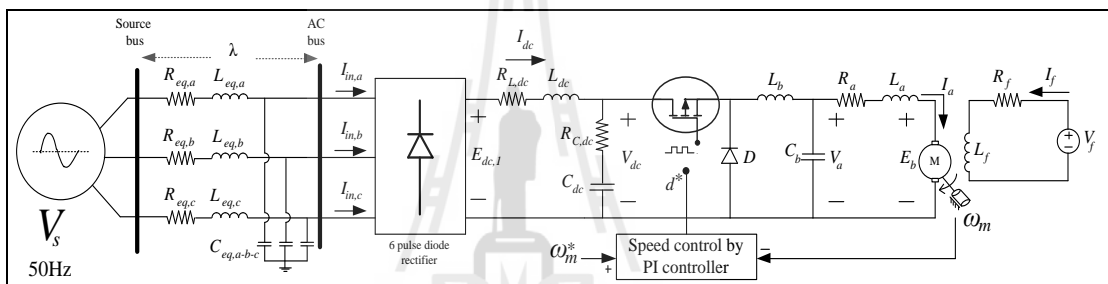 Source bus
λ
AC bus
V_s
50Hz
R_eq,a
L_eq,a
R_eq,b
L_eq,b
R_eq,c
L_eq,c
C_eq,a-b-c
I_in,a
I_in,b
I_in,c
6 pulse diode
rectifier
I_dc
R_L,dc
L_dc
+
E_dc,1
−
R_C,dc
C_dc
+
V_dc
−
d*
D
L_b
C_b
+
V_a
−
R_a
L_a
I_a
+
E_b
−
M
ω_m
R_f
I_f
L_f
V_f
ω_m*
+
−
Speed control by
PI controller